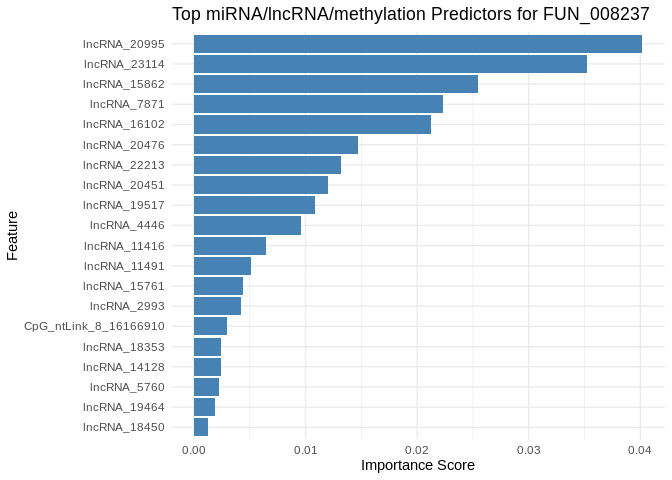 Top miRNA/lncRNA/methylation Predictors for FUN_008237
lncRNA_20995
lncRNA_23114
lncRNA_15862
lncRNA_7871
lncRNA_16102
lncRNA_20476
lncRNA_22213
lncRNA_20451
lncRNA_19517
lncRNA_4446
lncRNA_11416
lncRNA_11491
lncRNA_15761
lncRNA_2993
CpG_ntLink_8_16166910
lncRNA_18353
lncRNA_14128
lncRNA_5760
lncRNA_19464
lncRNA_18450
Feature
0.00 0.01 0.02 0.03 0.04
Importance Score